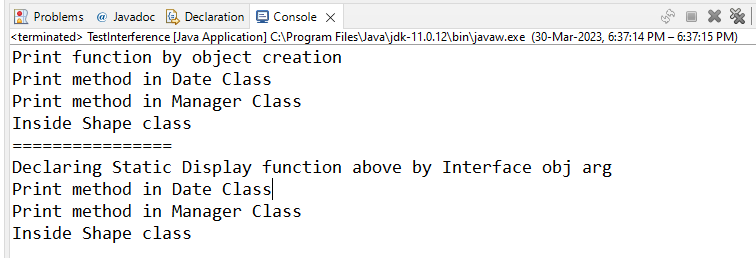 Problems @ Javadoc Declaration Console
<terminated> TestInterference [Java Application] C:\Program Files\Java\jdk-11.0.12\bin\javaw.exe (30-Mar-2023, 6:37:14 PM – 6:37:15 PM)
Print function by object creation
Print method in Date Class
Print method in Manager Class
Inside Shape class
================
Declaring Static Display function above by Interface obj arg
Print method in Date Class
Print method in Manager Class
Inside Shape class